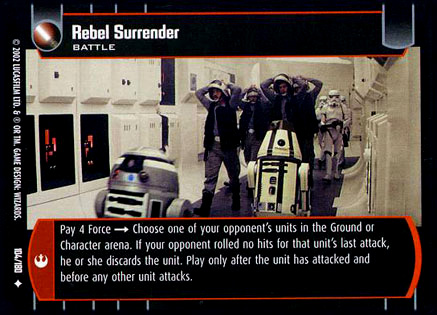 Rebel Surrender
BATTLE
Pay 4 Force → Choose one of your opponent's units in the Ground or
Character arena. If your opponent rolled no hits for that unit's last attack,
he or she discards the unit. Play only after the unit has attacked and
before any other unit attacks.
© 2002 LUCASFILM LTD. & ® OR TM. GAME DESIGN: WIZARDS.
104/180